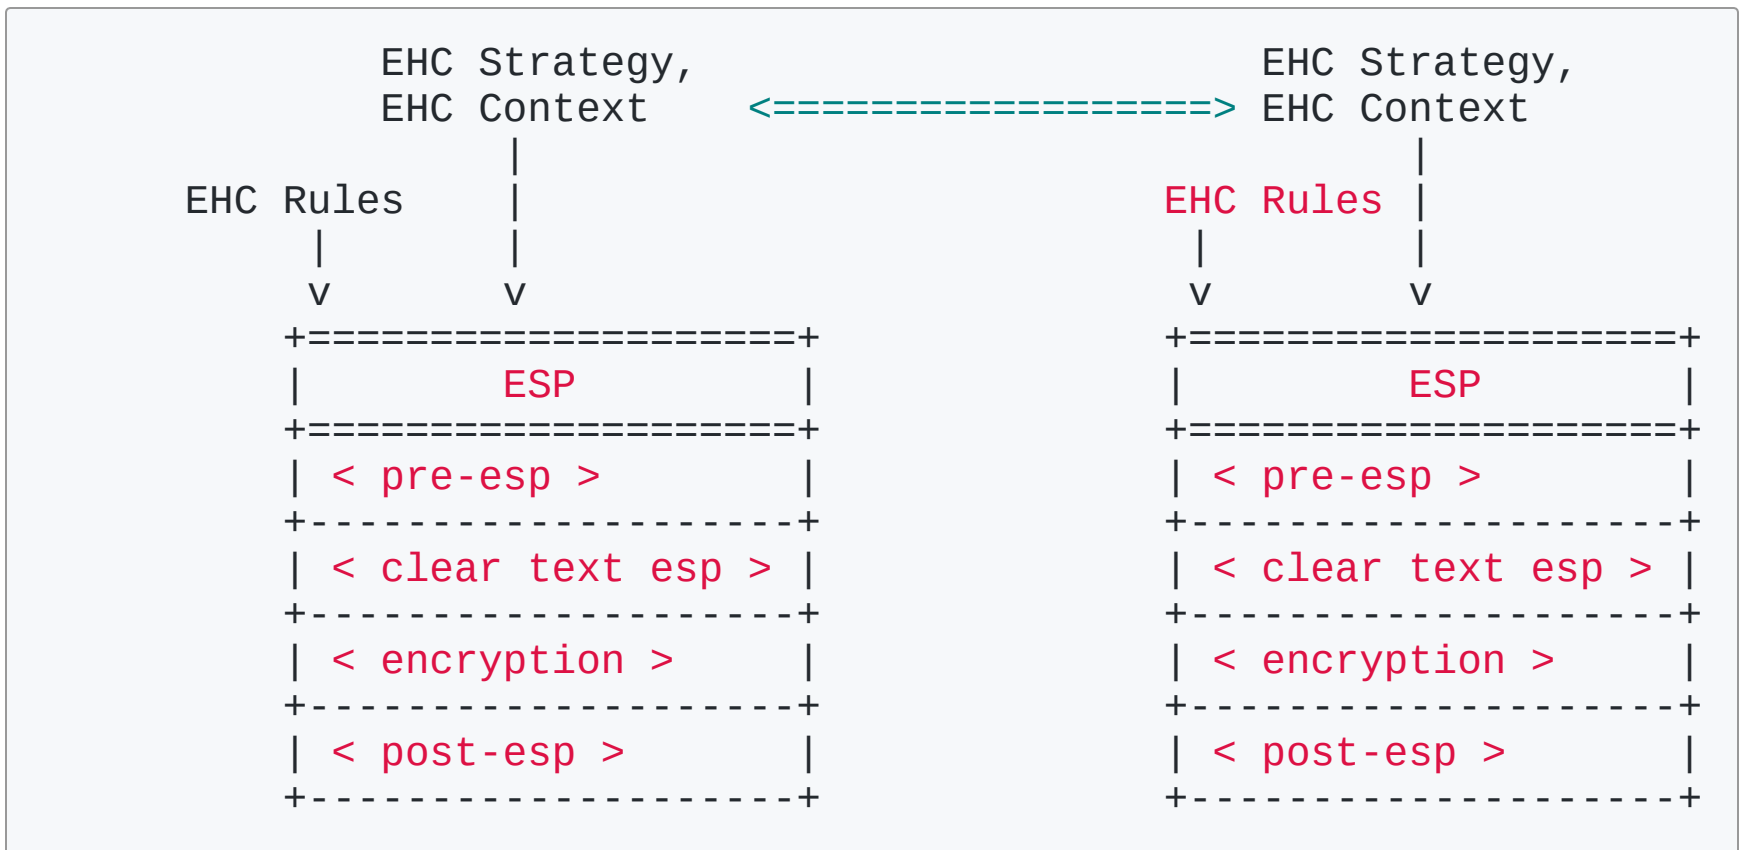 EHC Strategy,                       EHC Strategy,
                EHC Context    <==================> EHC Context
                     |                                    |
        EHC Rules    |                          EHC Rules |
             |       |                           |        |
             v       v                           v        v
            +====================+              +====================+
            |        ESP         |              |         ESP        |
            +====================+              +====================+
            | < pre-esp >        |              | < pre-esp >        |
            +--------------------+              +--------------------+
            | < clear text esp > |              | < clear text esp > |
            +--------------------+              +--------------------+
            | < encryption >     |              | < encryption >     |
            +--------------------+              +--------------------+
            | < post-esp >       |              | < post-esp >       |
            +--------------------+              +--------------------+